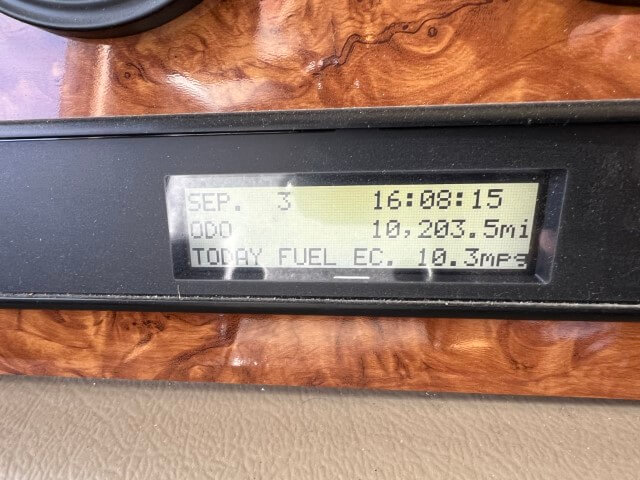 SEP. 3 16:08:15
ODO 10,203.5mi
TODAY FUEL EC. 10.3mpg